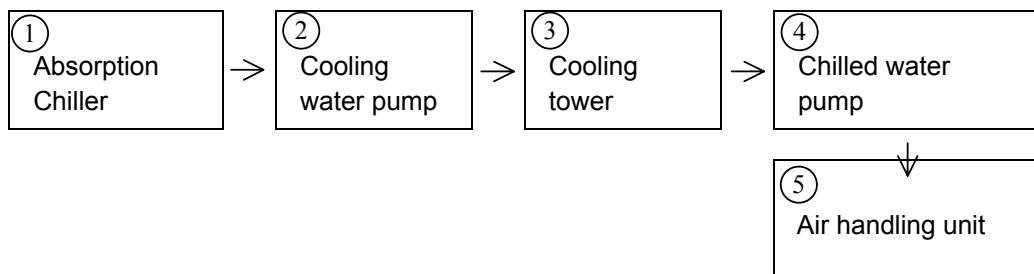 ①
Absorption
Chiller
②
Cooling
water pump
③
Cooling
tower
④
Chilled water
pump
⑤
Air handling unit